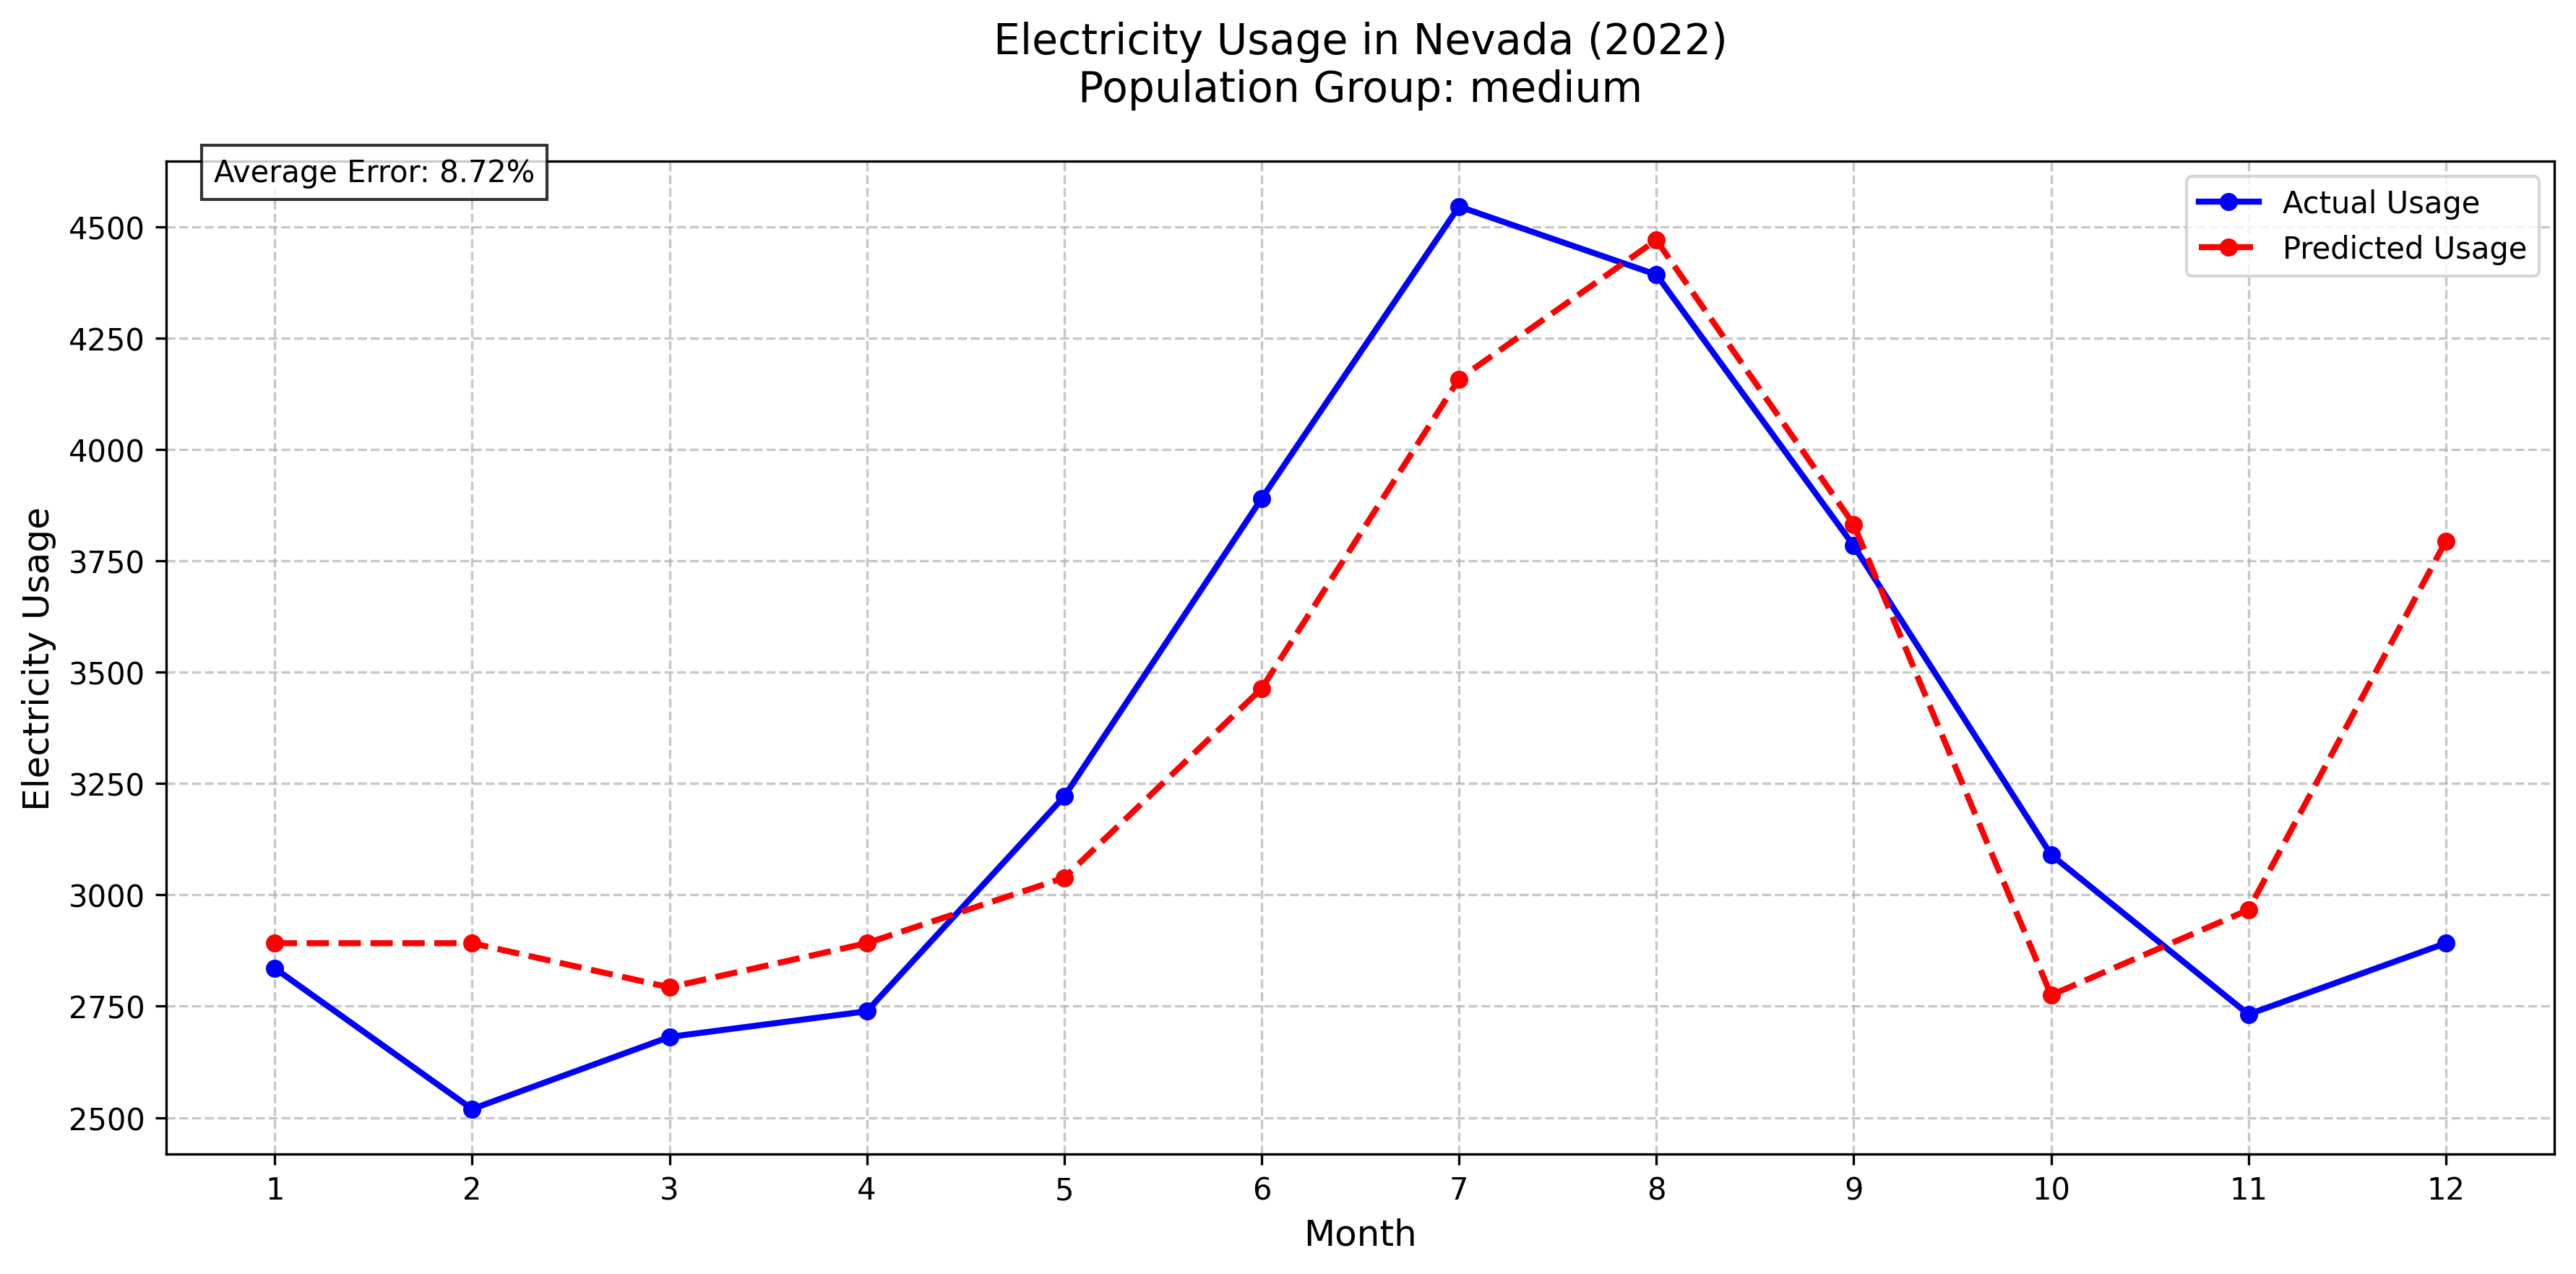 Electricity Usage in Nevada (2022)
Population Group: medium
Average Error: 8.72%
Actual Usage
Predicted Usage
Electricity Usage
4500
4250
4000
3750
3500
3250
3000
2750
2500
1 2 3 4 5 6 7 8 9 10 11 12
Month